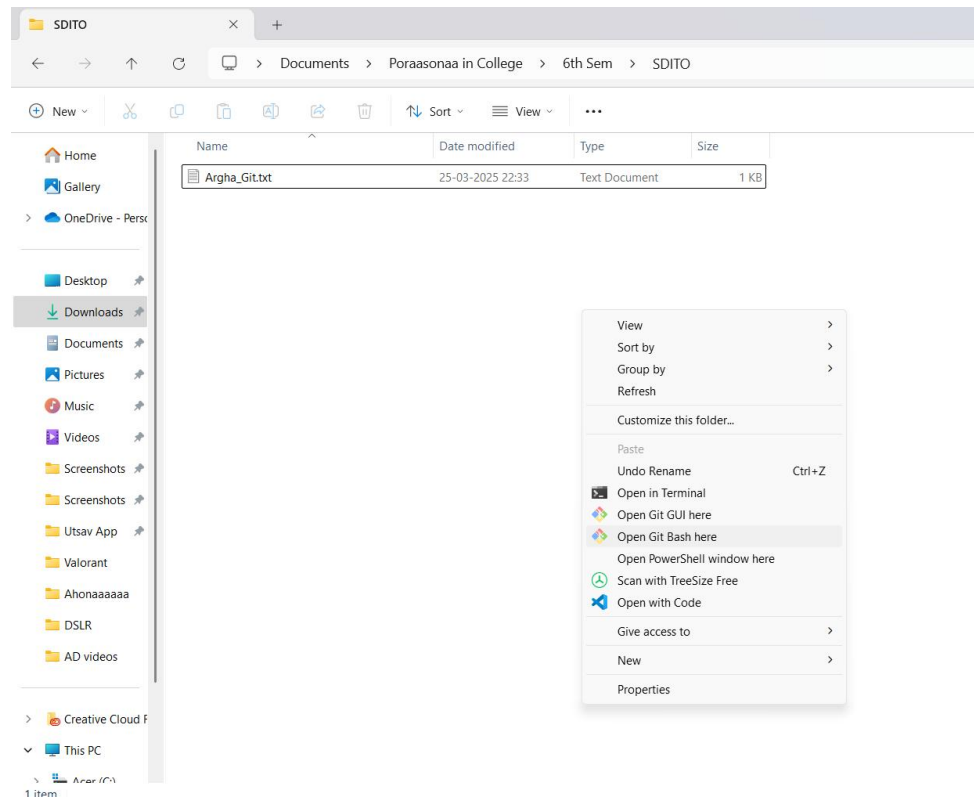 SDITO
Documents > Poraasonaa in College > 6th Sem > SDITO
New
Sort
View
Name Date modified Type Size
Argha_Git.txt 25-03-2025 22:33 Text Document 1 KB
Home
Gallery
OneDrive - Perso
Desktop
Downloads
Documents
Pictures
Music
Videos
Screenshots
Screenshots
Utsav App
Valorant
Ahonaaaaaa
DSLR
AD videos
Creative Cloud F
This PC
Acer (C:)
1 item
View
Sort by
Group by
Refresh
Customize this folder...
Paste
Undo Rename Ctrl+Z
Open in Terminal
Open Git GUI here
Open Git Bash here
Open PowerShell window here
Scan with TreeSize Free
Open with Code
Give access to
New
Properties